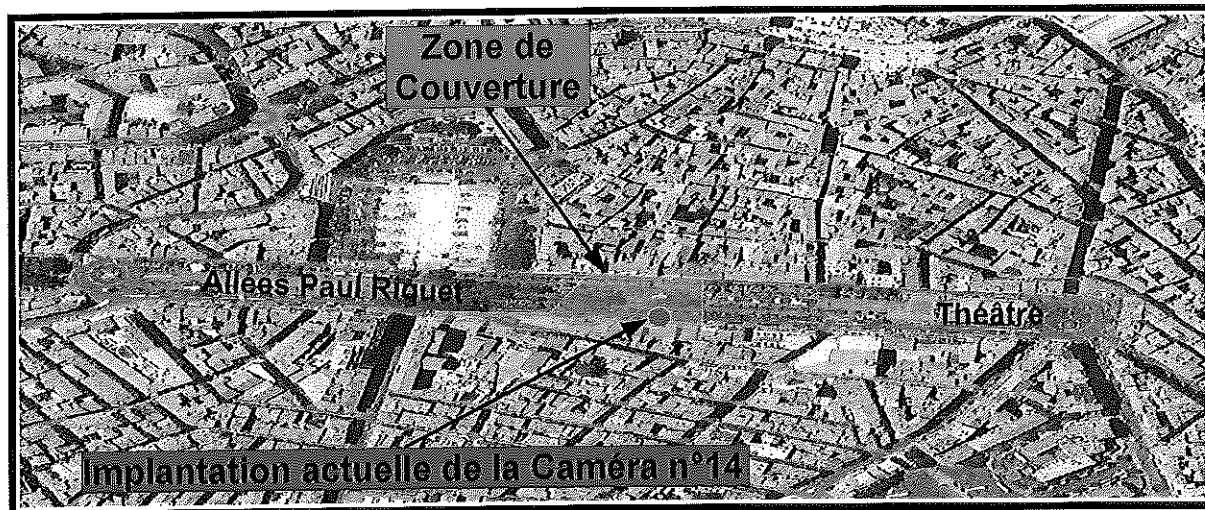 Zone de
Couverture
Allées Paul Riquet
Théâtre
Implantation actuelle de la Caméra n°14